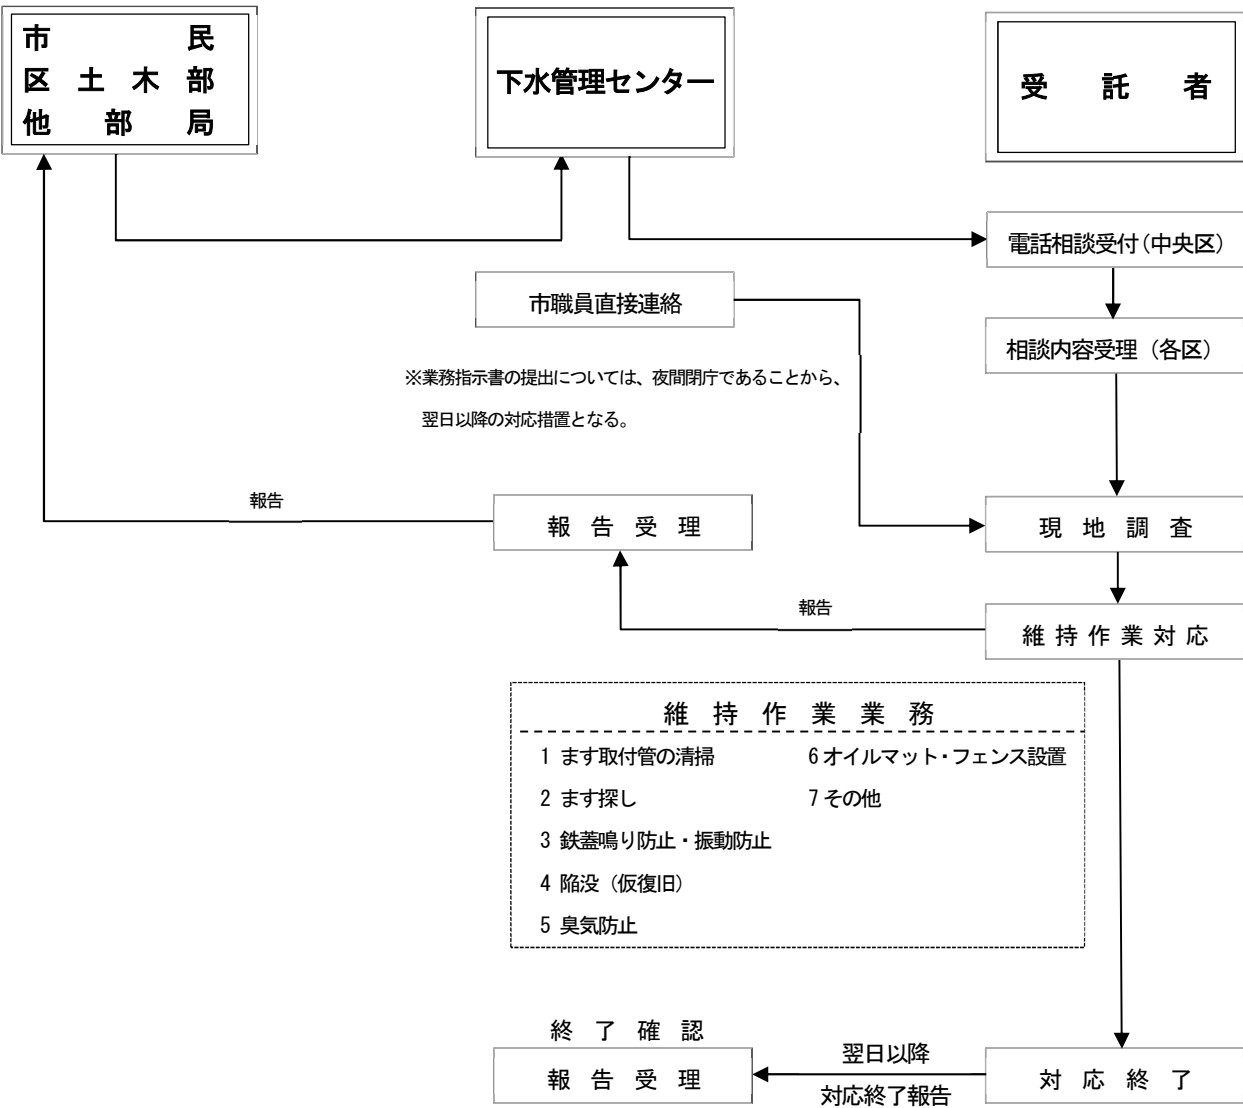 市民
区土木部
他部局
下水管理センター
受託者
電話相談受付（中央区）
市職員直接連絡
相談内容受理（各区）
※業務指示書の提出については、夜間閉庁であることから、
翌日以降の対応措置となる。
報告
報告受理
現地調査
報告
維持作業対応
維持作業業務
1 ます取付管の清掃
6 オイルマット・フェンス設置
2 ます探し
7 その他
3 鉄蓋鳴り防止・振動防止
4 陥没（仮復旧）
5 臭気防止
終了確認
報告受理
翌日以降
対応終了報告
対応終了